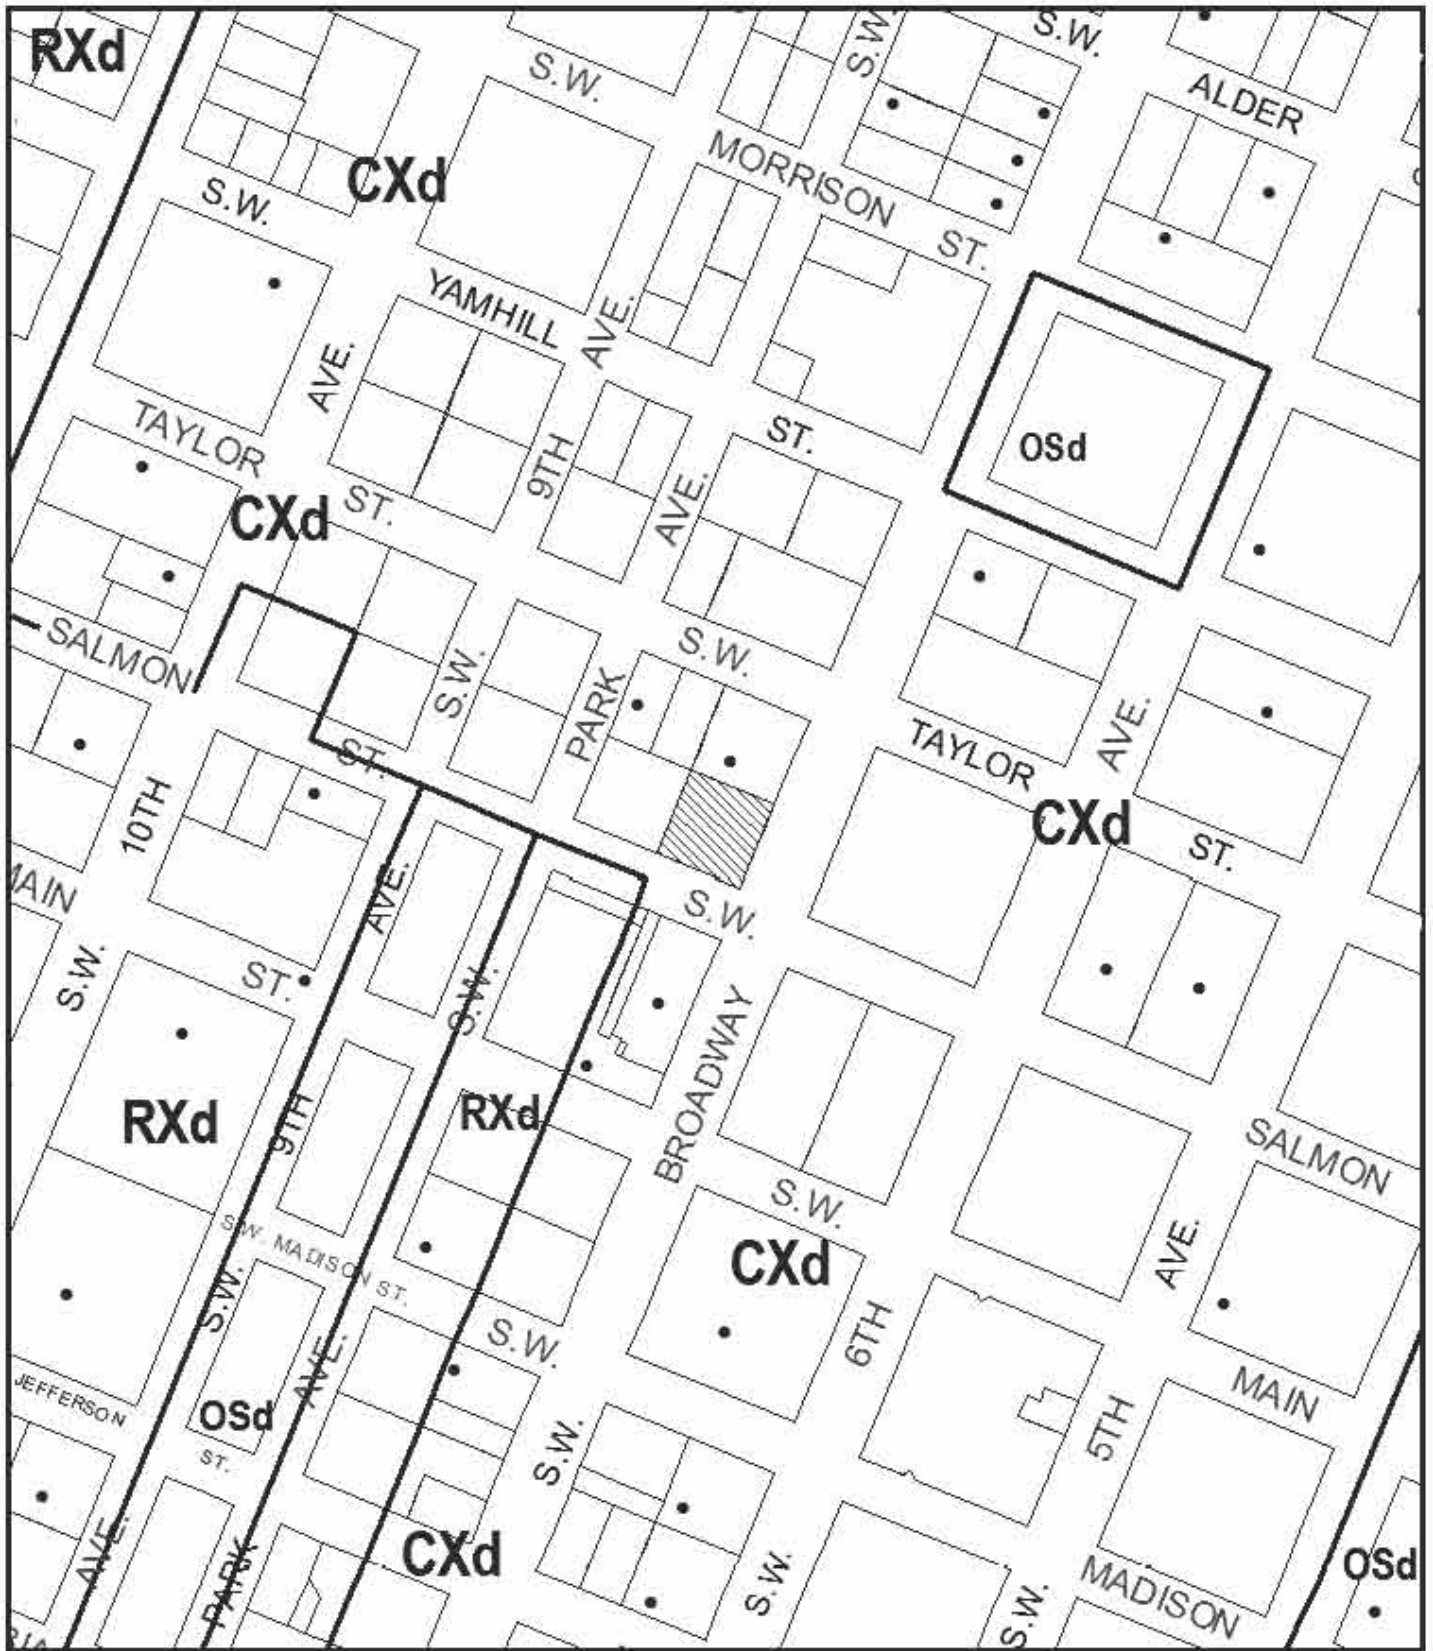 RXd
S.W.
S.W.
S.W.
ALDER
MORRISON
ST.
CXd
S.W.
YAMHILL
ST.
AVE.
AVE.
OSd
TAYLOR
ST.
9TH
AVE.
CXd
SALMON
ST.
S.W.
PARK
S.W.
TAYLOR
ST.
AVE.
CXd
10TH
S.W.
ST.
AVE.
S.W.
S.W.
BROADWAY
S.W.
SALMON
RXd
9TH
RXd
S.W. MADISON ST.
S.W.
AVE.
CXd
S.W.
6TH
AVE.
MAIN
JEFFERSON
ST.
OSd
S.W.
5TH
AVE.
PARK
CXd
S.W.
S.W.
MADISON
OSd